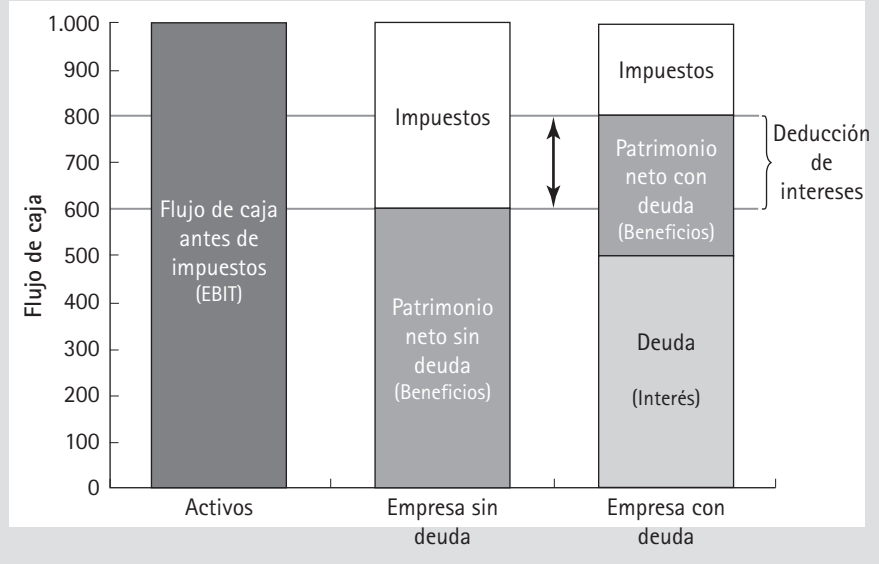 Flujo de caja
1.000
900
800
700
600
500
400
300
200
100
0
Flujo de caja
antes de
impuestos
(EBIT)
Impuestos
Patrimonio
neto sin
deuda
(Beneficios)
Impuestos
Patrimonio
neto con
deuda
(Beneficios)
Deuda
(Interés)
Deducción
de
intereses
Activos
Empresa sin
deuda
Empresa con
deuda